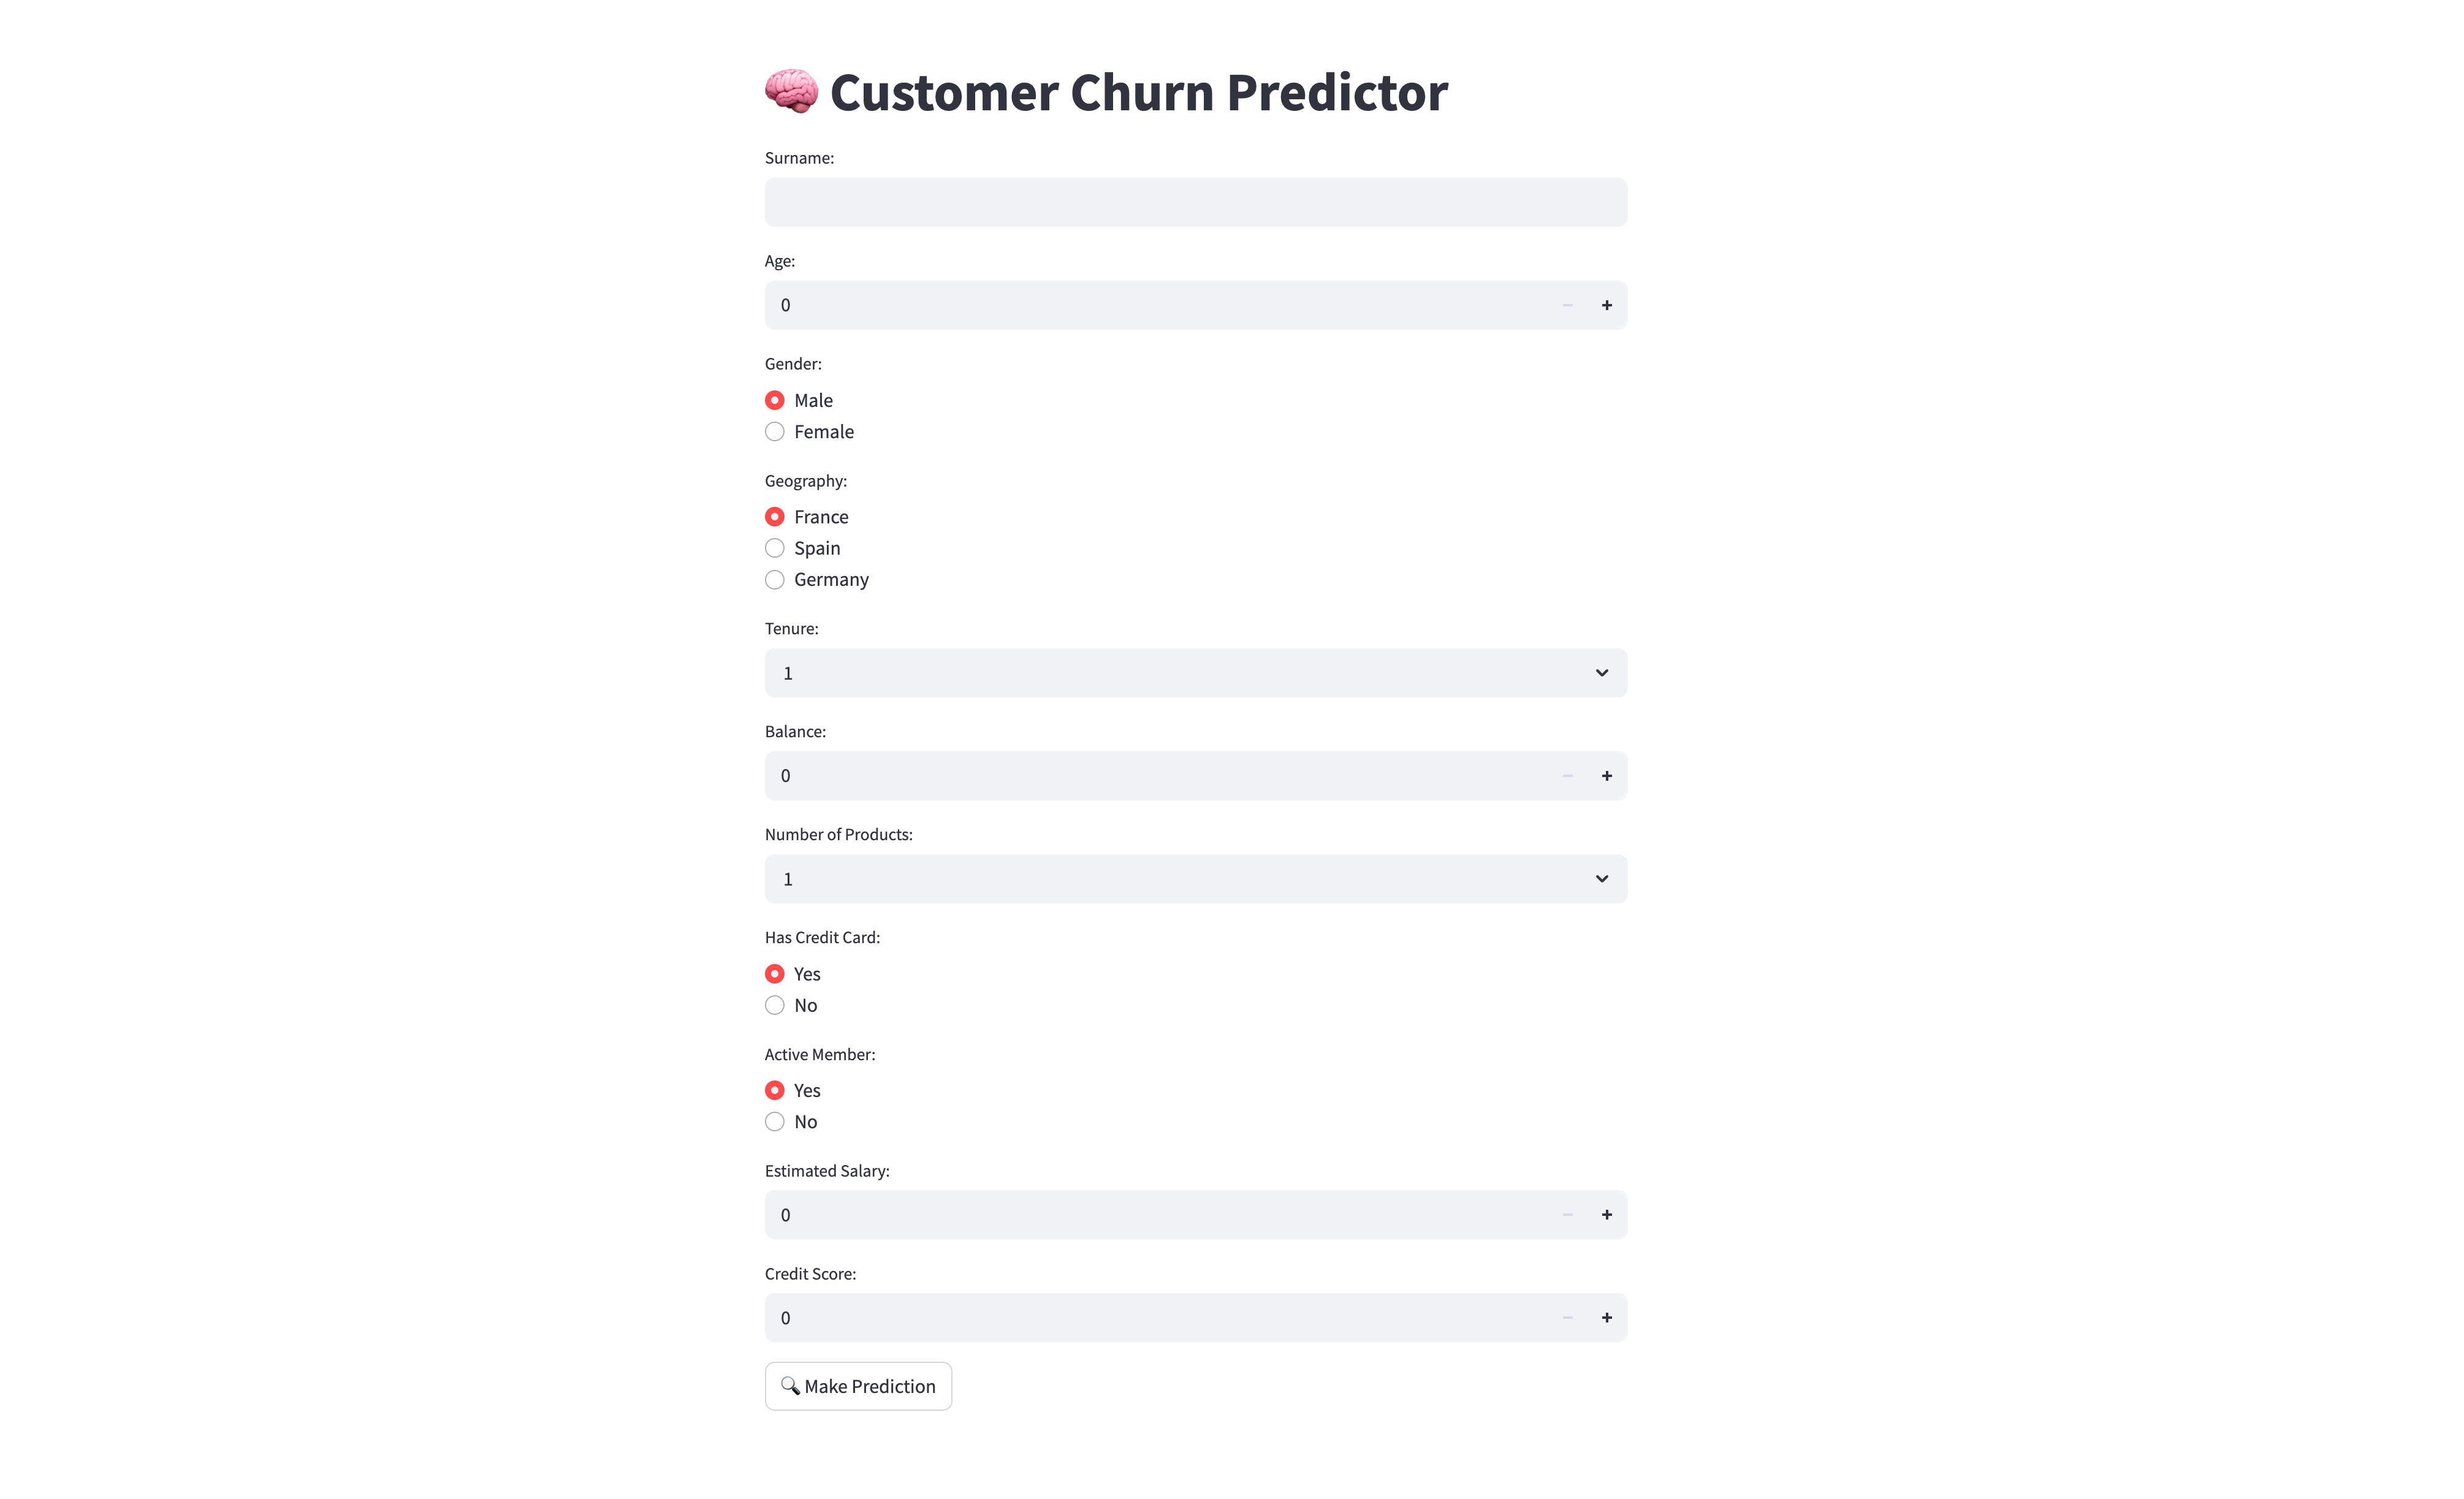 🧠 Customer Churn Predictor
Surname:
Age:
0
Gender:
Male
Female
Geography:
France
Spain
Germany
Tenure:
1
Balance:
0
Number of Products:
1
Has Credit Card:
Yes
No
Active Member:
Yes
No
Estimated Salary:
0
Credit Score:
0
🔍 Make Prediction